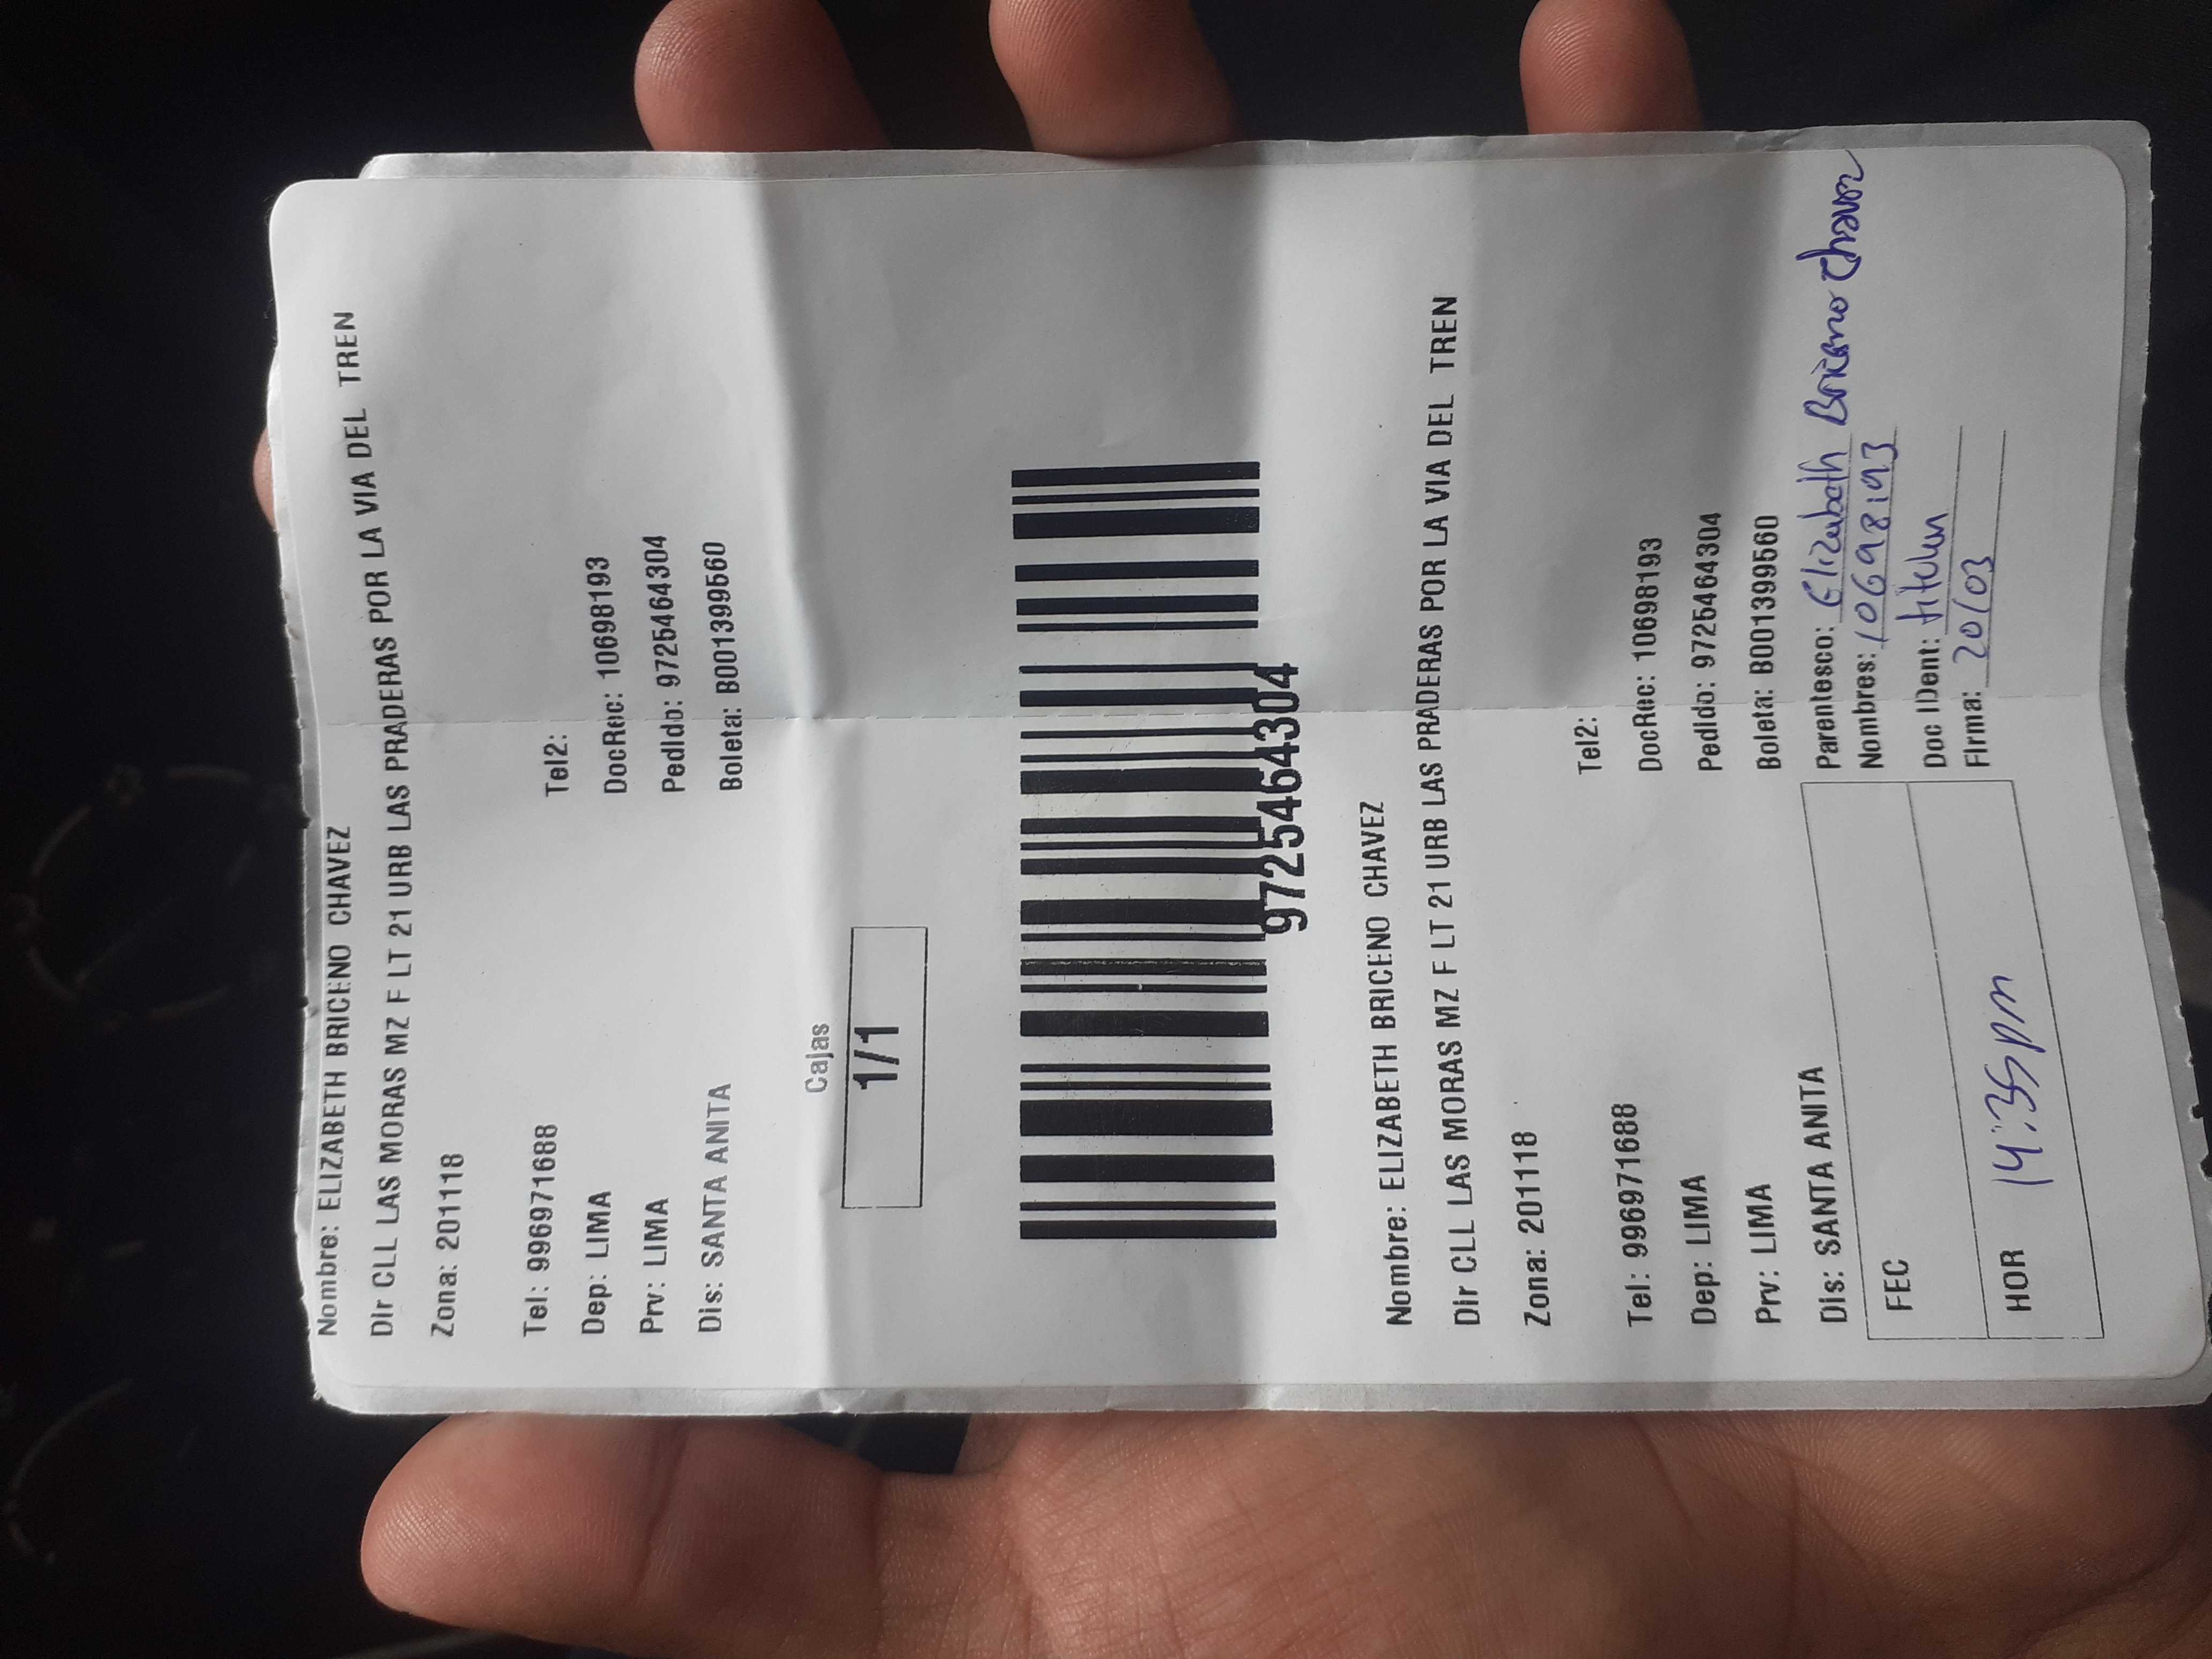 Nombre: ELIZABETH BRICENO CHAVEZ
Dir CLL LAS MORAS MZ F LT 21 URB LAS PRADERAS POR LA VIA DEL TREN
Zona: 201118
Tel: 996971688 Tel2:
Dep: LIMA DocRec: 10698193
Prv: LIMA Pedido: 9725464304
Dis: SANTA ANITA Boleta: B001399560
Cajas
1/1
9725464304
Nombre: ELIZABETH BRICENO CHAVEZ
Dir CLL LAS MORAS MZ F LT 21 URB LAS PRADERAS POR LA VIA DEL TREN
Zona: 201118
Tel: 996971688 Tel2:
Dep: LIMA DocRec: 10698193
Prv: LIMA Pedido: 9725464304
Dis: SANTA ANITA Boleta: B001399560
FEC Parentesco: Elizabeth Briceno Chavez
Nombres: 10698193
Doc IDent: titular
HOR 14:35pm Firma: 20/03